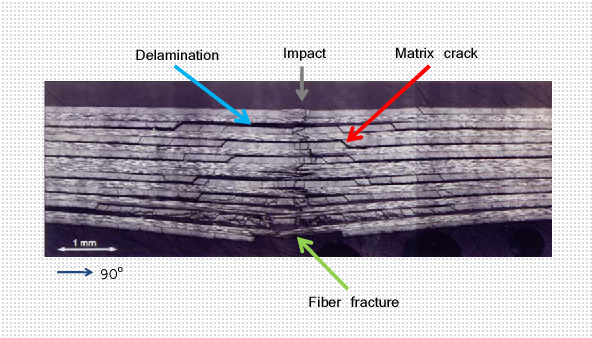 Delamination Impact Matrix crack
1 mm
90°
Fiber fracture